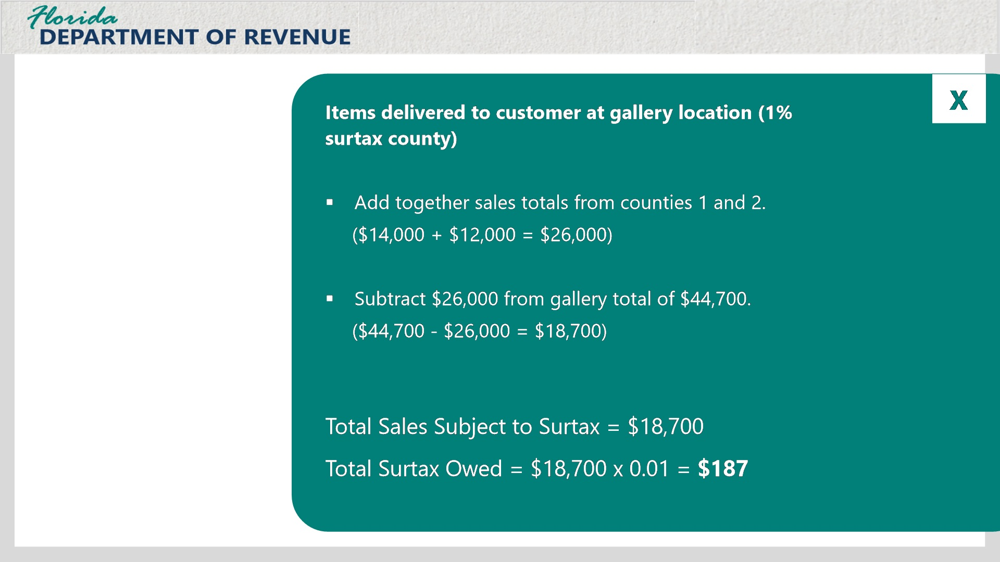 Florida
DEPARTMENT OF REVENUE
X
Items delivered to customer at gallery location (1%
surtax county)
▪ Add together sales totals from counties 1 and 2.
($14,000 + $12,000 = $26,000)
▪ Subtract $26,000 from gallery total of $44,700.
($44,700 - $26,000 = $18,700)
Total Sales Subject to Surtax = $18,700
Total Surtax Owed = $18,700 x 0.01 = $187